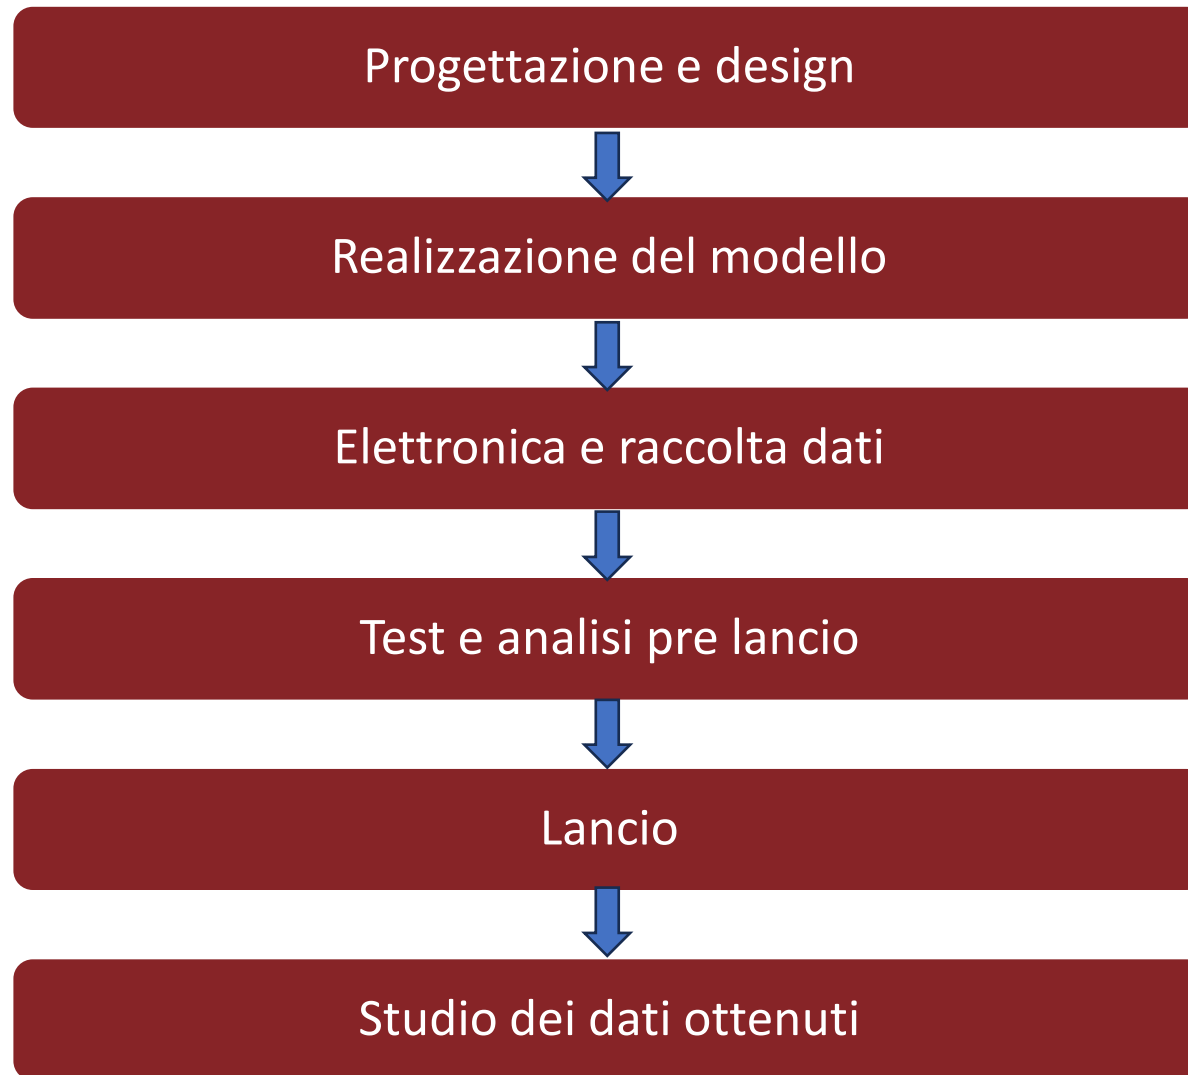 Progettazione e design
Realizzazione del modello
Elettronica e raccolta dati
Test e analisi pre lancio
Lancio
Studio dei dati ottenuti